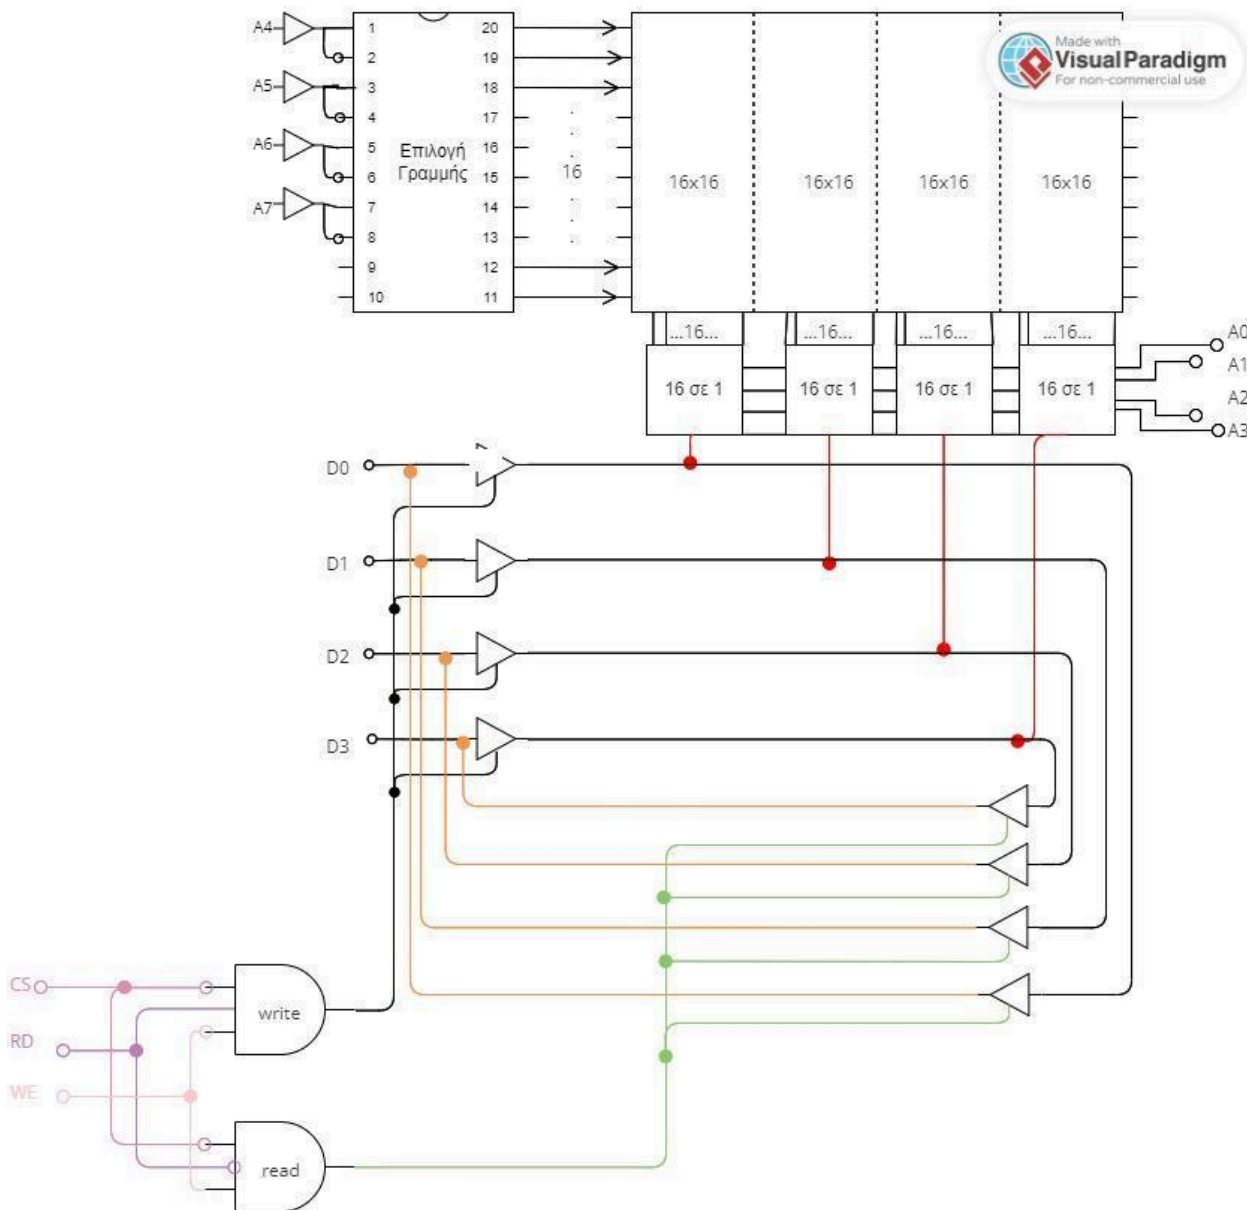 A4
1
20
2
19
A5
3
18
4
17
A6
5
Επιλογή
Γραμμής
16
6
15
16
A7
7
14
8
13
9
12
10
11
16x16
16x16
16x16
16x16
Made with
Visual Paradigm
For non-commercial use
...16...
...16...
...16...
...16...
16 σε 1
16 σε 1
16 σε 1
16 σε 1
A0
A1
A2
A3
D0
D1
D2
D3
CS
RD
WE
write
read